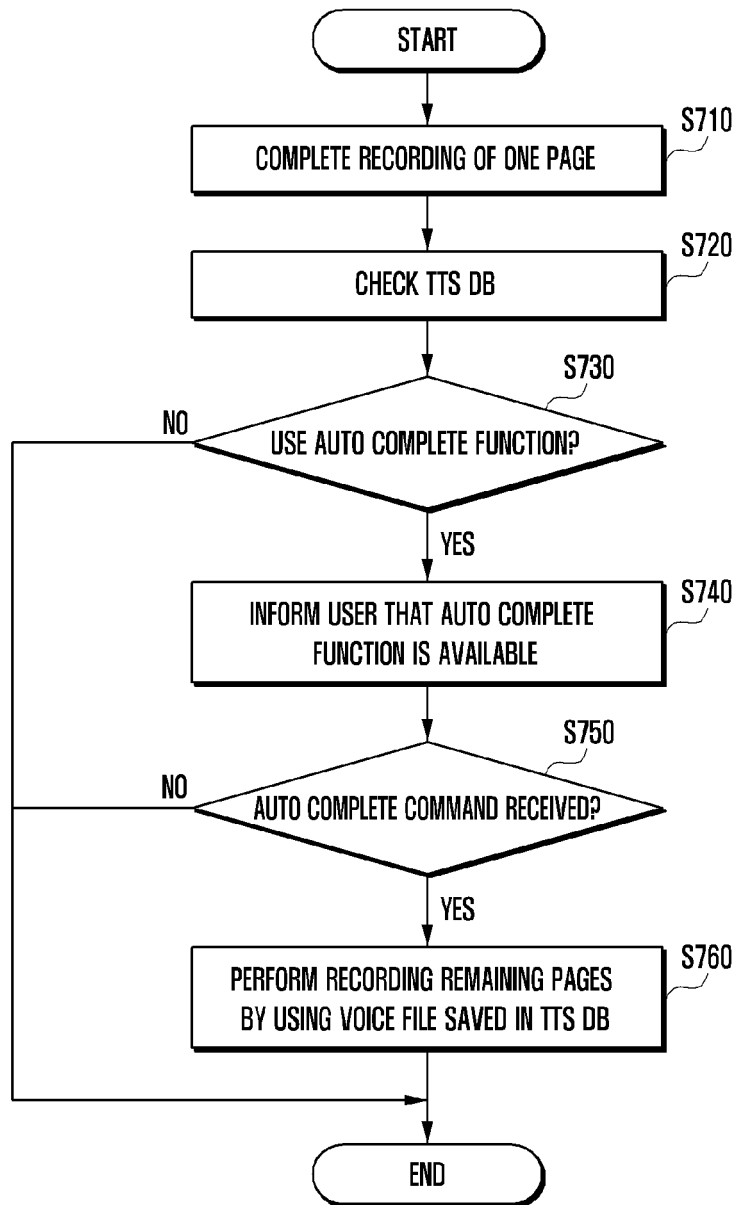 START
S710
COMPLETE RECORDING OF ONE PAGE
S720
CHECK TTS DB
S730
NO
USE AUTO COMPLETE FUNCTION?
YES
S740
INFORM USER THAT AUTO COMPLETE
FUNCTION IS AVAILABLE
S750
NO
AUTO COMPLETE COMMAND RECEIVED?
YES
S760
PERFORM RECORDING REMAINING PAGES
BY USING VOICE FILE SAVED IN TTS DB
END